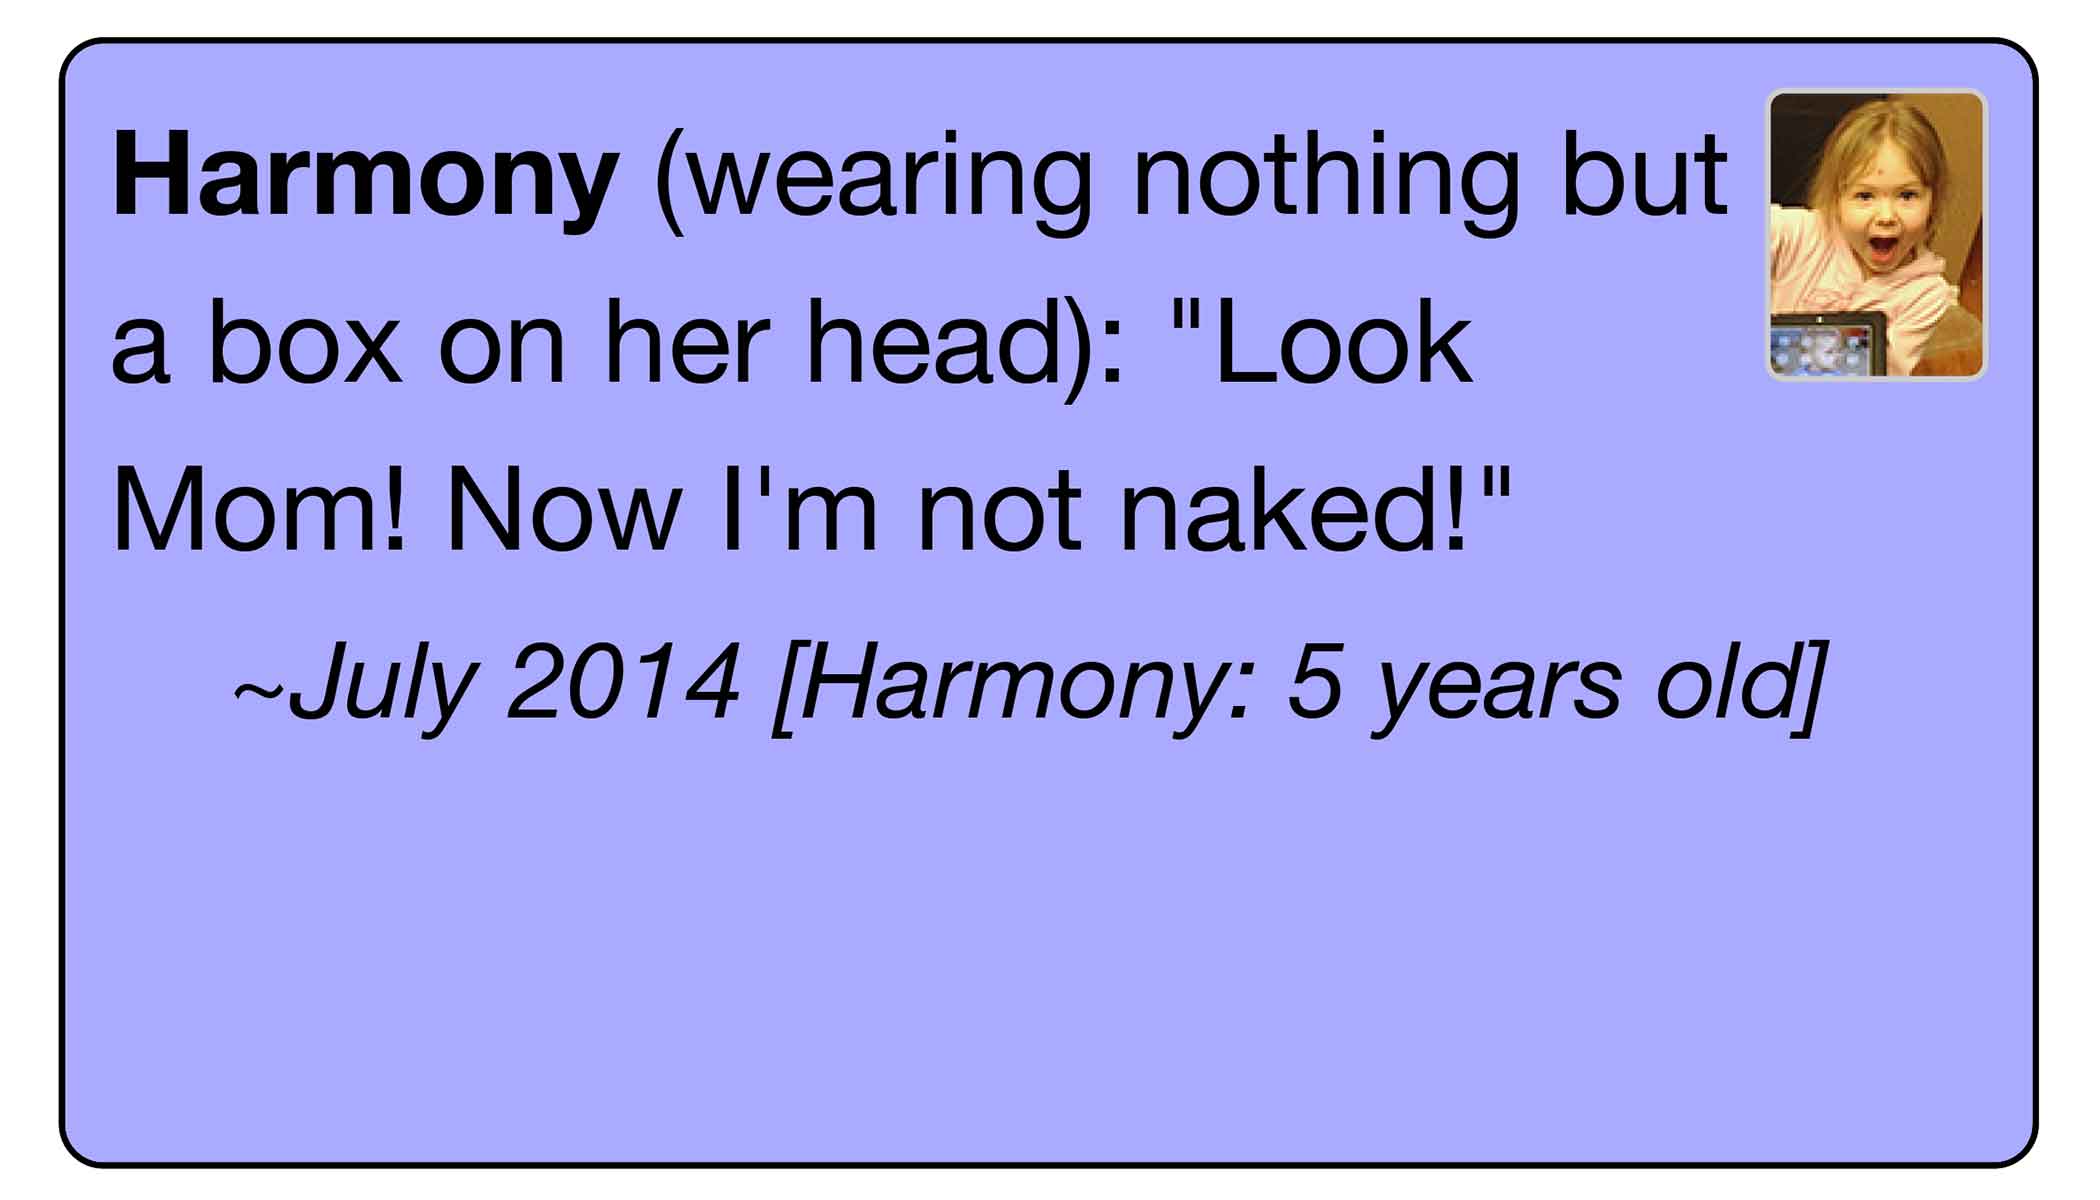 Harmony (wearing nothing but
a box on her head): "Look
Mom! Now I'm not naked!"
~July 2014 [Harmony: 5 years old]